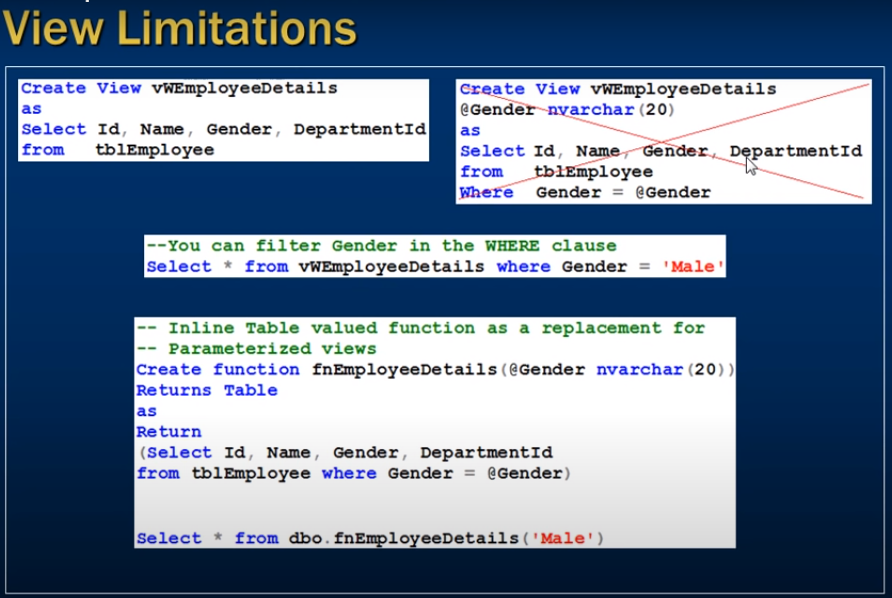 View Limitations
Create View vWEmployeeDetails
as
Select Id, Name, Gender, DepartmentId
from tblEmployee
Create View vWEmployeeDetails
@Gender nvarchar(20)
as
Select Id, Name, Gender, DepartmentId
from tblEmployee
Where Gender = @Gender
--You can filter Gender in the WHERE clause
Select * from vWEmployeeDetails where Gender = 'Male'
-- Inline Table valued function as a replacement for
-- Parameterized views
Create function fnEmployeeDetails(@Gender nvarchar(20))
Returns Table
as
Return
(Select Id, Name, Gender, DepartmentId
from tblEmployee where Gender = @Gender)
Select * from dbo.fnEmployeeDetails('Male')